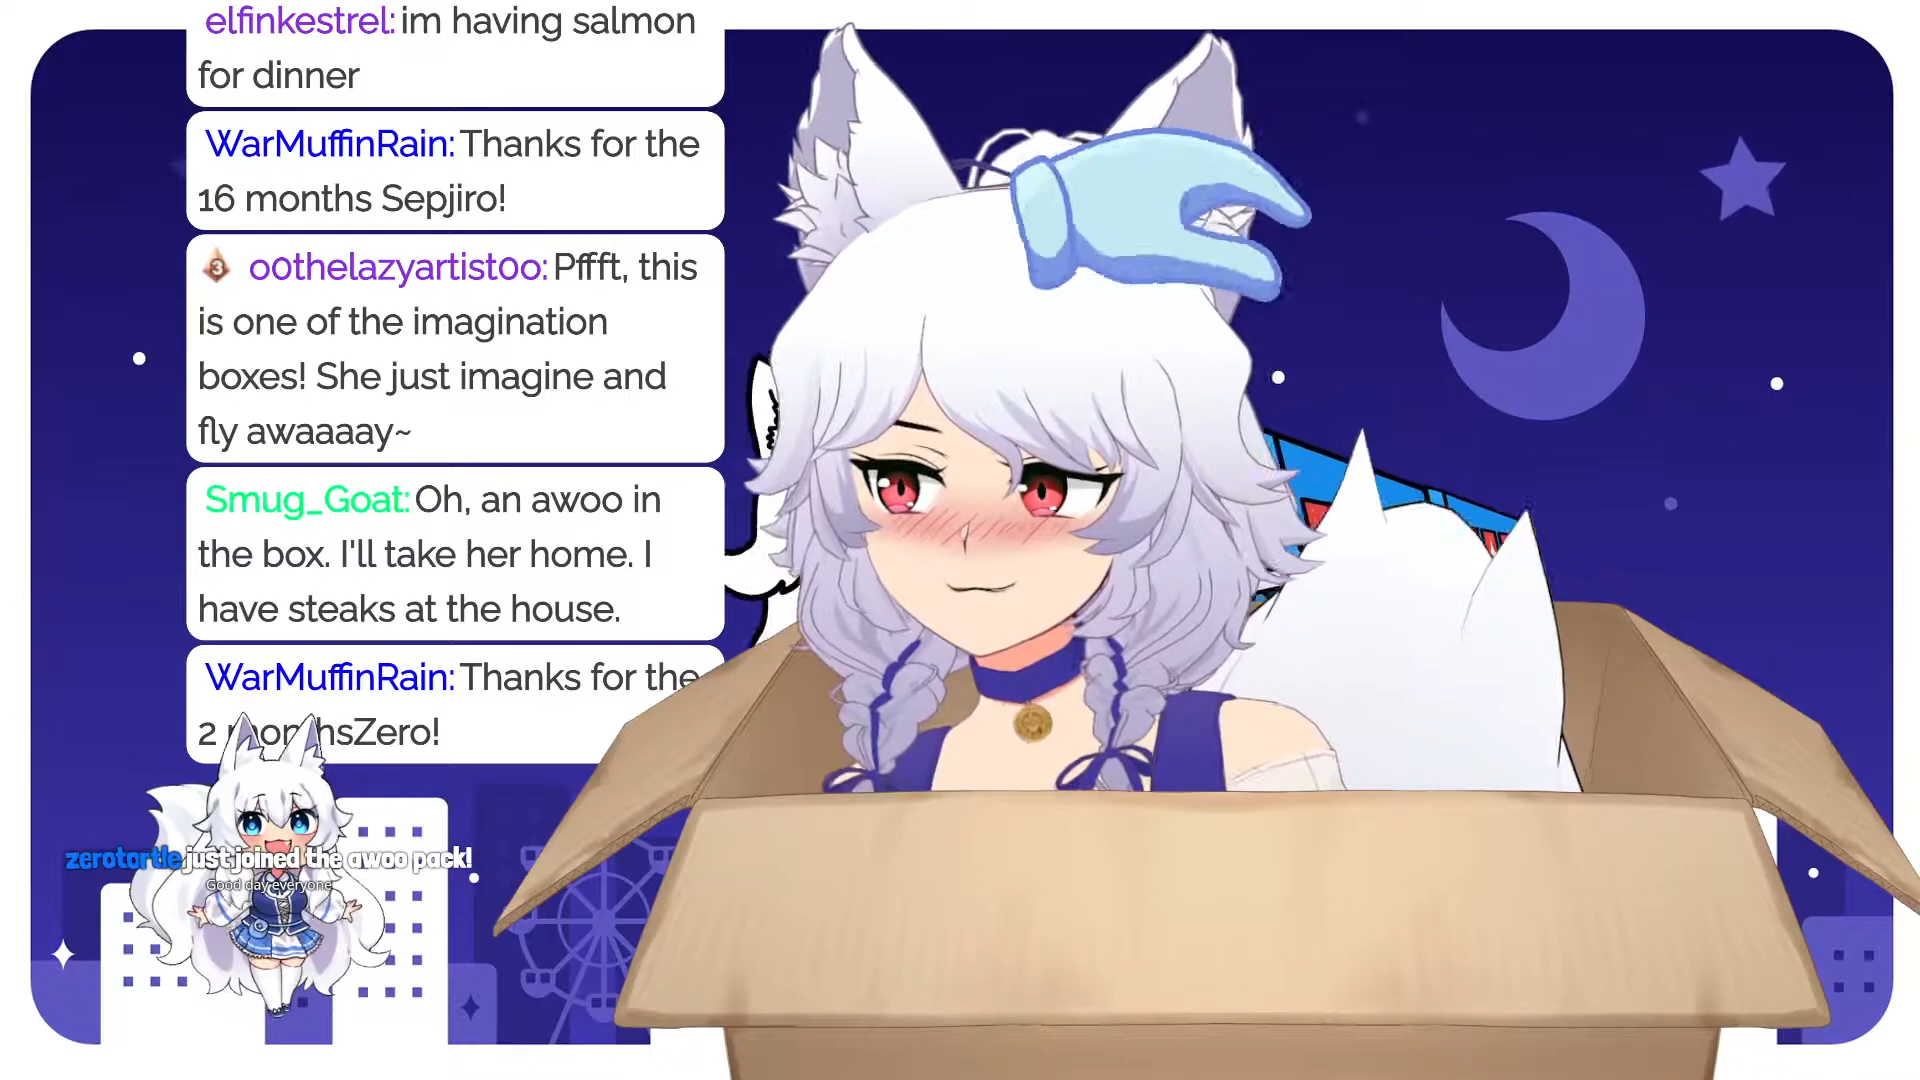 elfinkestrel: im having salmon
for dinner
WarMuffinRain: Thanks for the
16 months Sepjiro!
3 o0thelazyartist0o: Pffft, this
is one of the imagination
boxes! She just imagine and
fly awaaaay~
Smug_Goat: Oh, an awoo in
the box. I'll take her home. I
have steaks at the house.
WarMuffinRain: Thanks for the
2 monthsZero!
zerotortle just joined the awoo pack!
Good day everyone